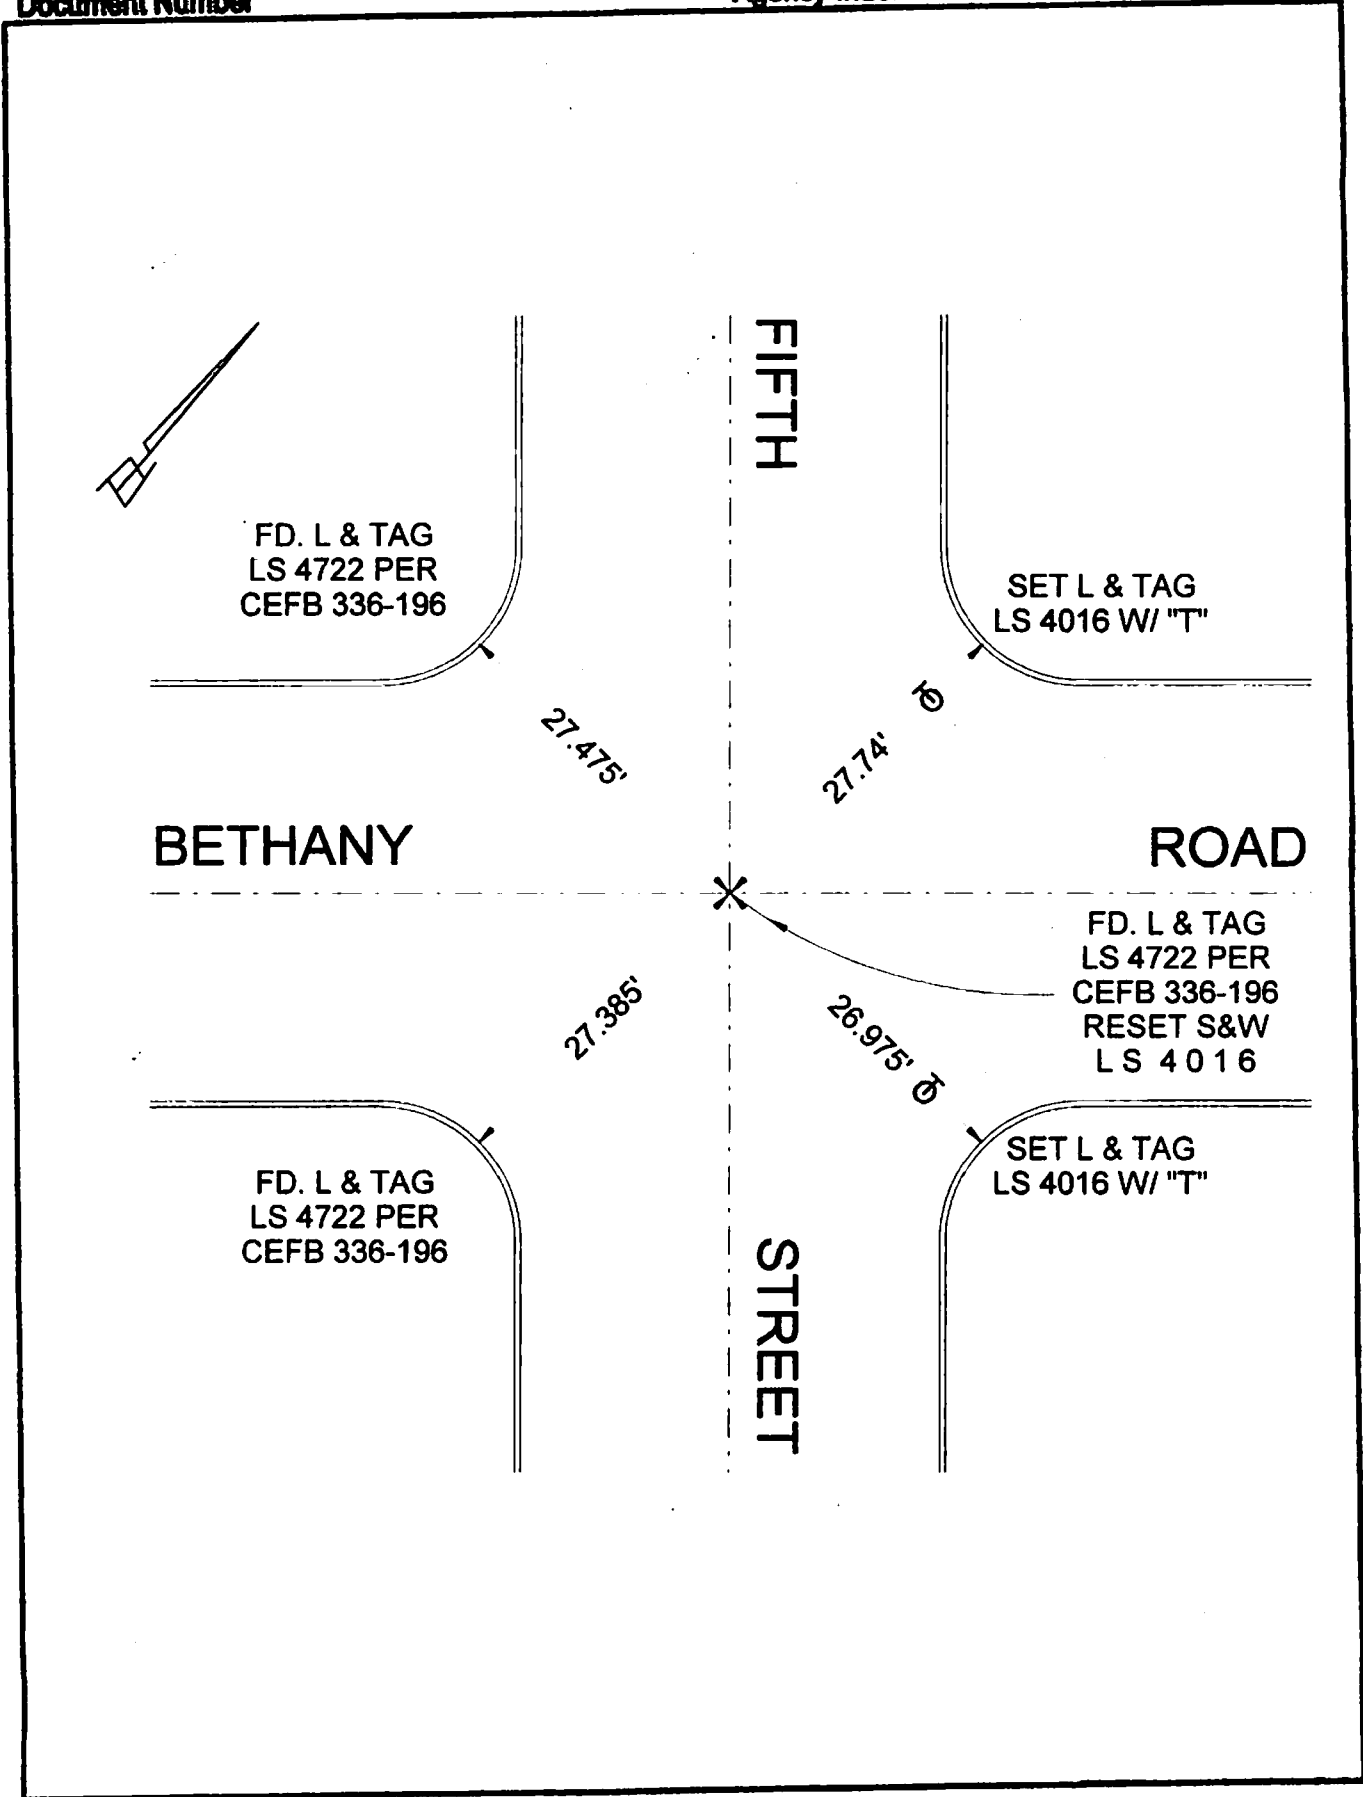 Document Number
FIFTH
FD. L & TAG
LS 4722 PER
CEFB 336-196
SET L & TAG
LS 4016 W/ "T"
27.475'
27.74'
BETHANY
ROAD
FD. L & TAG
LS 4722 PER
CEFB 336-196
RESET S&W
LS 4016
27.385'
26.975'
SET L & TAG
LS 4016 W/ "T"
FD. L & TAG
LS 4722 PER
CEFB 336-196
STREET